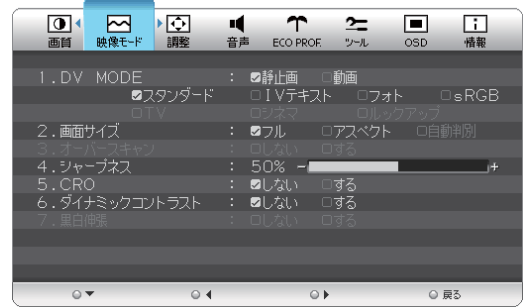 画質 映像モード 調整 音声 ECO PROF. ツール OSD 情報
1.DV MODE : ☑静止画 □動画
☑スタンダード □IVテキスト □フォト □sRGB
□TV □シネマ □ルックアップ
2.画面サイズ : ☑フル □アスペクト □自動判別
3.オーバースキャン : □しない □する
4.シャープネス : 50% − +
5.CRO : ☑しない □する
6.ダイナミックコントラスト : ☑しない □する
7.黒白伸張 : □しない □する
戻る